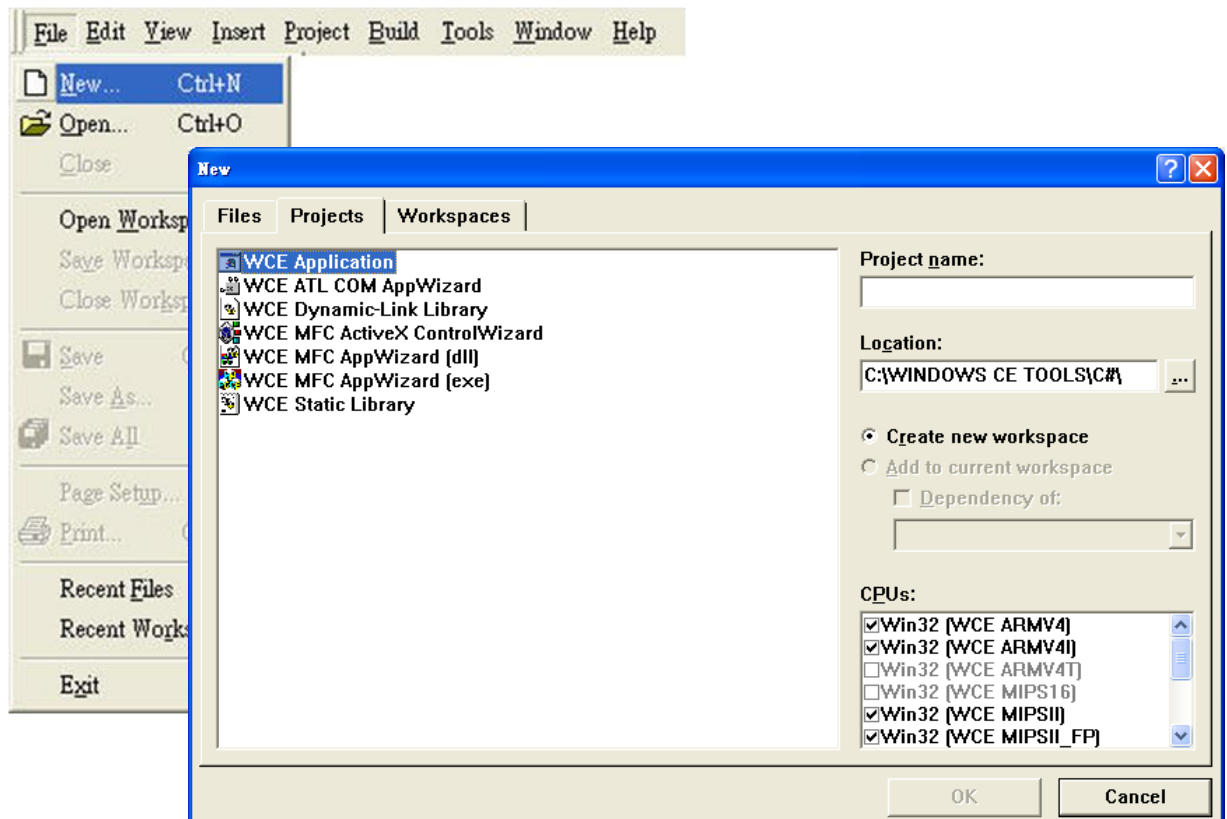 File Edit View Insert Project Build Tools Window Help
New... Ctrl+N
Open... Ctrl+O
Close
Open
Save
Close
Save
Save As...
Save All
Page Setup...
Print...
Recent Files
Recent
Exit
New
Files Projects Workspaces
WCE Application
WCE ATL COM AppWizard
WCE Dynamic-Link Library
WCE MFC ActiveX ControlWizard
WCE MFC AppWizard (dll)
WCE MFC AppWizard (exe)
WCE Static Library
Project name:
Location:
C:\WINDOWS CE TOOLS\C#\
...
Create new workspace
Add to current workspace
Dependency of:
CPUs:
Win32 (WCE ARMV4)
Win32 (WCE ARMV4I)
Win32 (WCE ARMV4T)
Win32 (WCE MIPS16)
Win32 (WCE MIPSII)
Win32 (WCE MIPSII_FP)
OK Cancel